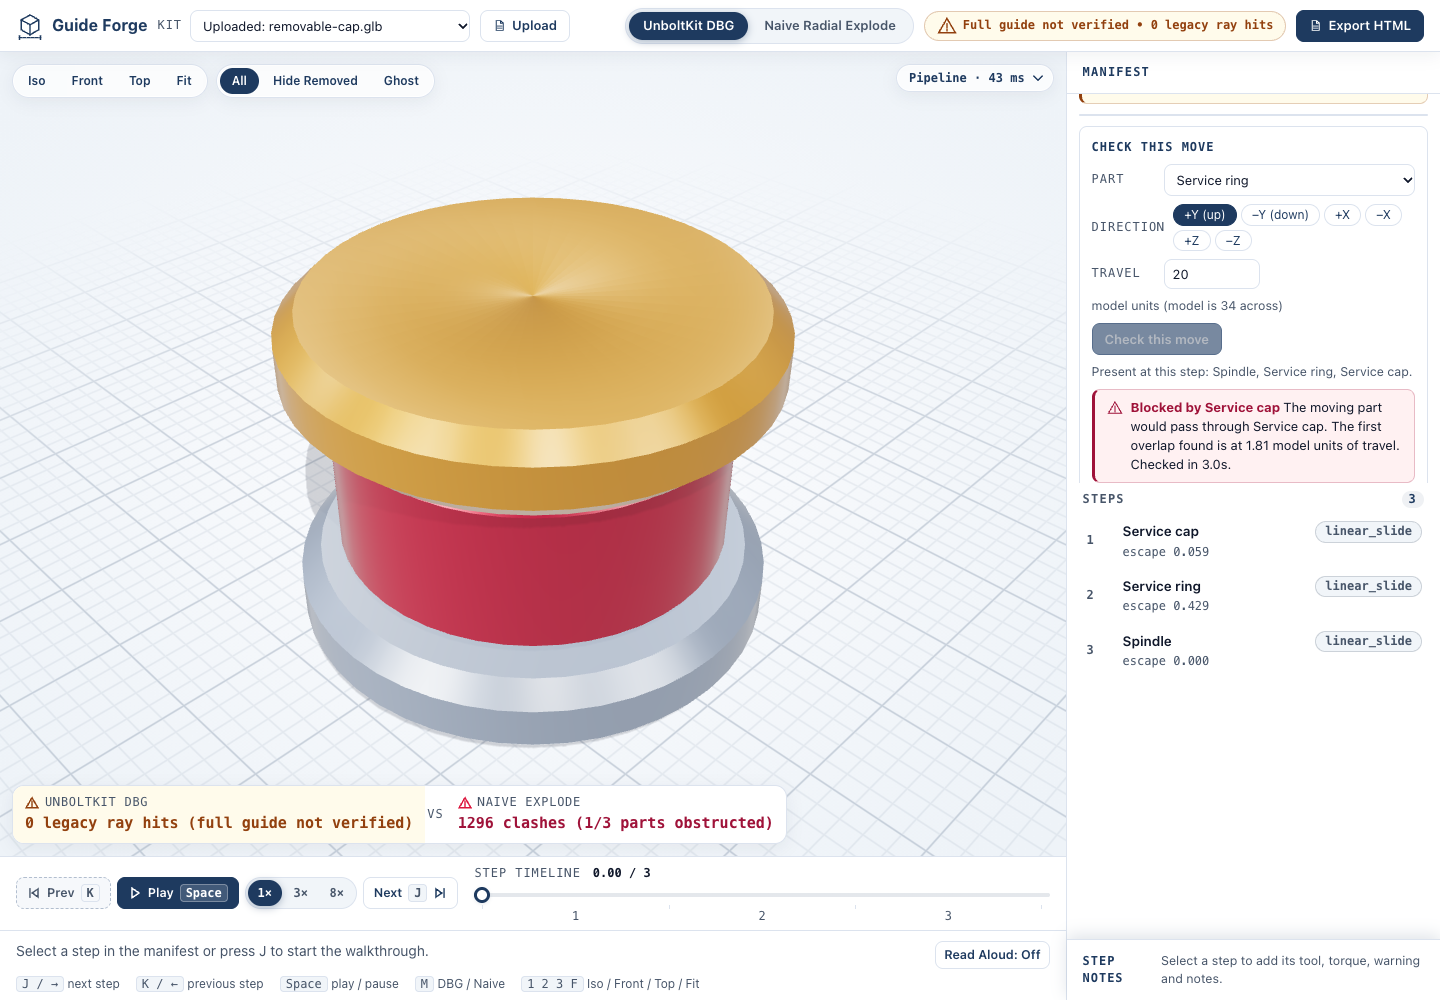 Guide Forge KIT
Uploaded: removable-cap.glb
Upload
UnboltKit DBG
Naive Radial Explode
Full guide not verified • 0 legacy ray hits
Export HTML
Iso Front Top Fit
All Hide Removed Ghost
Pipeline · 43 ms
MANIFEST
CHECK THIS MOVE
PART Service ring
DIRECTION +Y (up) −Y (down) +X −X
+Z −Z
TRAVEL 20
model units (model is 34 across)
Check this move
Present at this step: Spindle, Service ring, Service cap.
Blocked by Service cap The moving part
would pass through Service cap. The first
overlap found is at 1.81 model units of travel.
Checked in 3.0s.
STEPS 3
1 Service cap linear_slide
escape 0.059
2 Service ring linear_slide
escape 0.429
3 Spindle linear_slide
escape 0.000
UNBOLTKIT DBG
0 legacy ray hits (full guide not verified)
VS
NAIVE EXPLODE
1296 clashes (1/3 parts obstructed)
Prev K
Play Space
1× 3× 8×
Next J
STEP TIMELINE 0.00 / 3
1 2 3
Select a step in the manifest or press J to start the walkthrough.
Read Aloud: Off
J / → next step K / ← previous step Space play / pause M DBG / Naive 1 2 3 F Iso / Front / Top / Fit
STEP
NOTES
Select a step to add its tool, torque, warning
and notes.